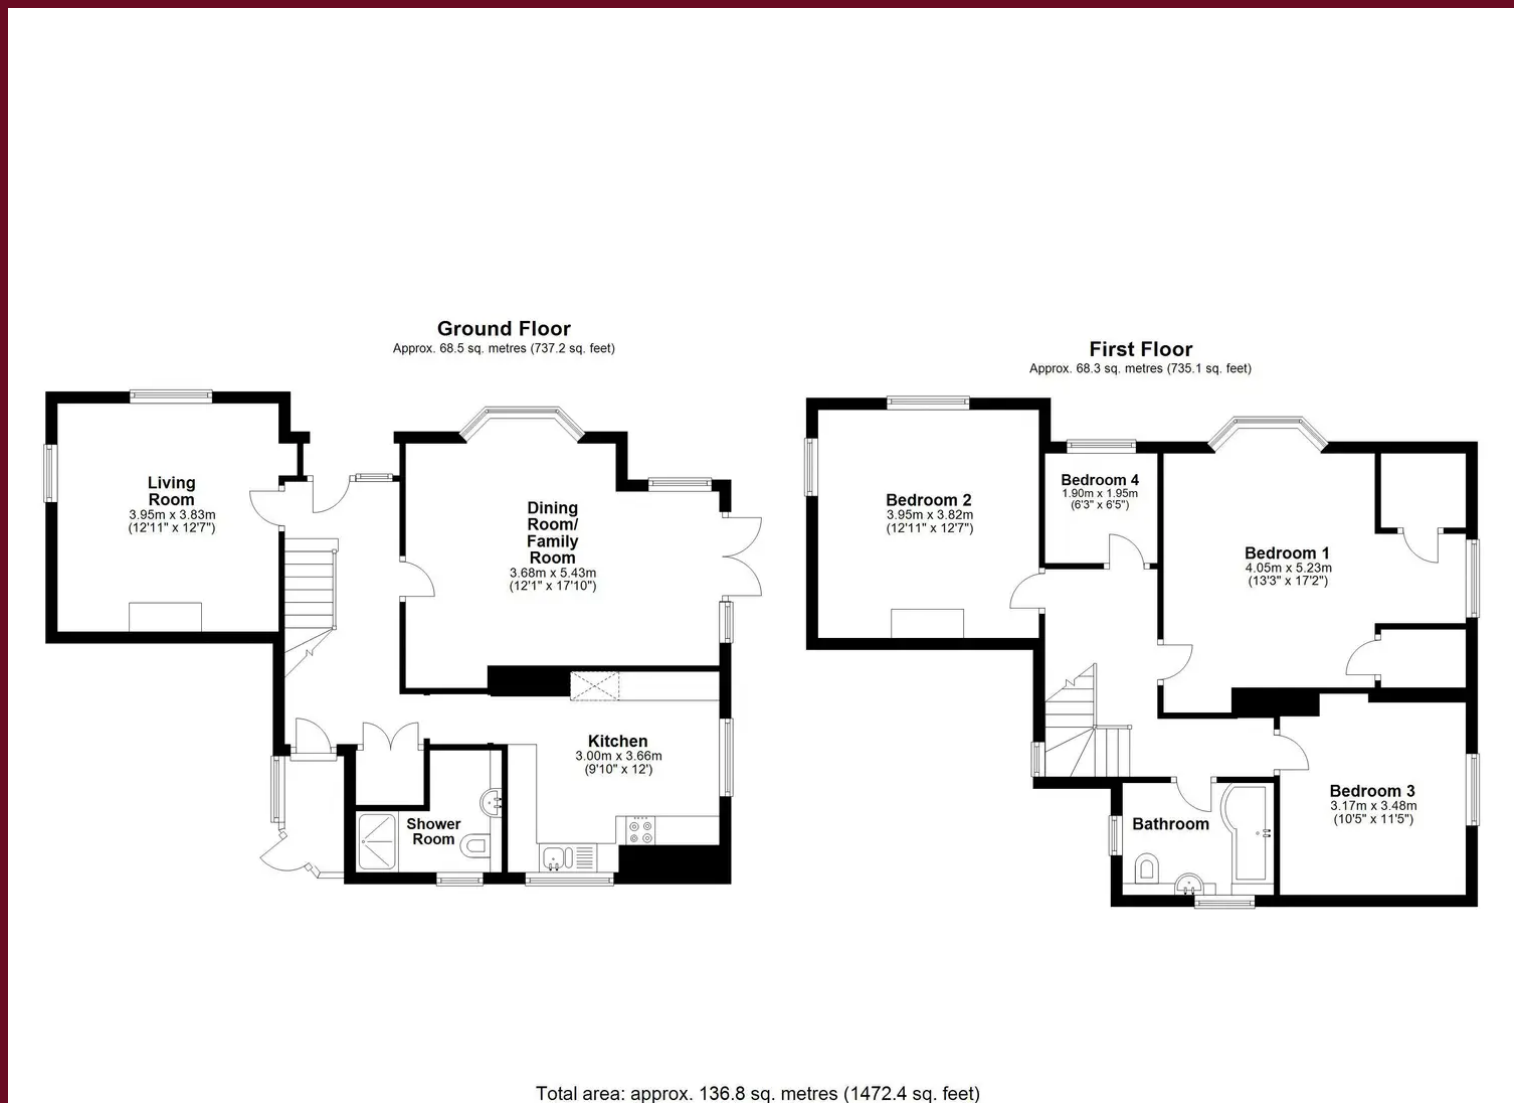 Ground Floor
Approx. 68.5 sq. metres (737.2 sq. feet)
Living
Room
3.95m x 3.83m
(12'11" x 12'7")
Dining
Room/
Family
Room
3.68m x 5.43m
(12'1" x 17'10")
Kitchen
3.00m x 3.66m
(9'10" x 12')
Shower
Room
First Floor
Approx. 68.3 sq. metres (735.1 sq. feet)
Bedroom 2
3.95m x 3.82m
(12'11" x 12'7")
Bedroom 4
1.90m x 1.95m
(6'3" x 6'5")
Bedroom 1
4.05m x 5.23m
(13'3" x 17'2")
Bedroom 3
3.17m x 3.48m
(10'5" x 11'5")
Bathroom
Total area: approx. 136.8 sq. metres (1472.4 sq. feet)